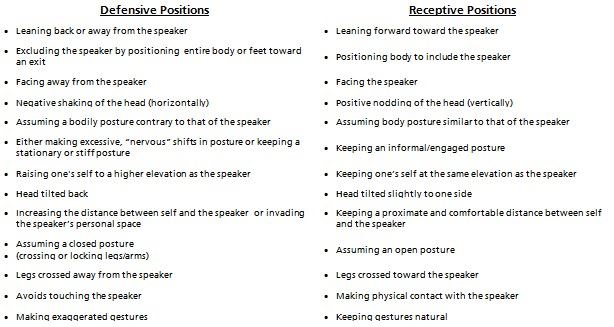 Defensive Positions
Receptive Positions
• Leaning back or away from the speaker
• Leaning forward toward the speaker
• Excluding the speaker by positioning entire body or feet toward
an exit
• Positioning body to include the speaker
• Facing away from the speaker
• Facing the speaker
• Negative shaking of the head (horizontally)
• Positive nodding of the head (vertically)
• Assuming a bodily posture contrary to that of the speaker
• Assuming body posture similar to that of the speaker
• Either making excessive, "nervous" shifts in posture or keeping a
stationary or stiff posture
• Keeping an informal/engaged posture
• Raising one's self to a higher elevation as the speaker
• Keeping one's self at the same elevation as the speaker
• Head tilted back
• Head tilted slightly to one side
• Increasing the distance between self and the speaker or invading
the speaker's personal space
• Keeping a proximate and comfortable distance between self
and the speaker
• Assuming a closed posture
• (crossing or locking legs/arms)
• Assuming an open posture
• Legs crossed away from the speaker
• Legs crossed toward the speaker
• Avoids touching the speaker
• Making physical contact with the speaker
• Making exaggerated gestures
• Keeping gestures natural